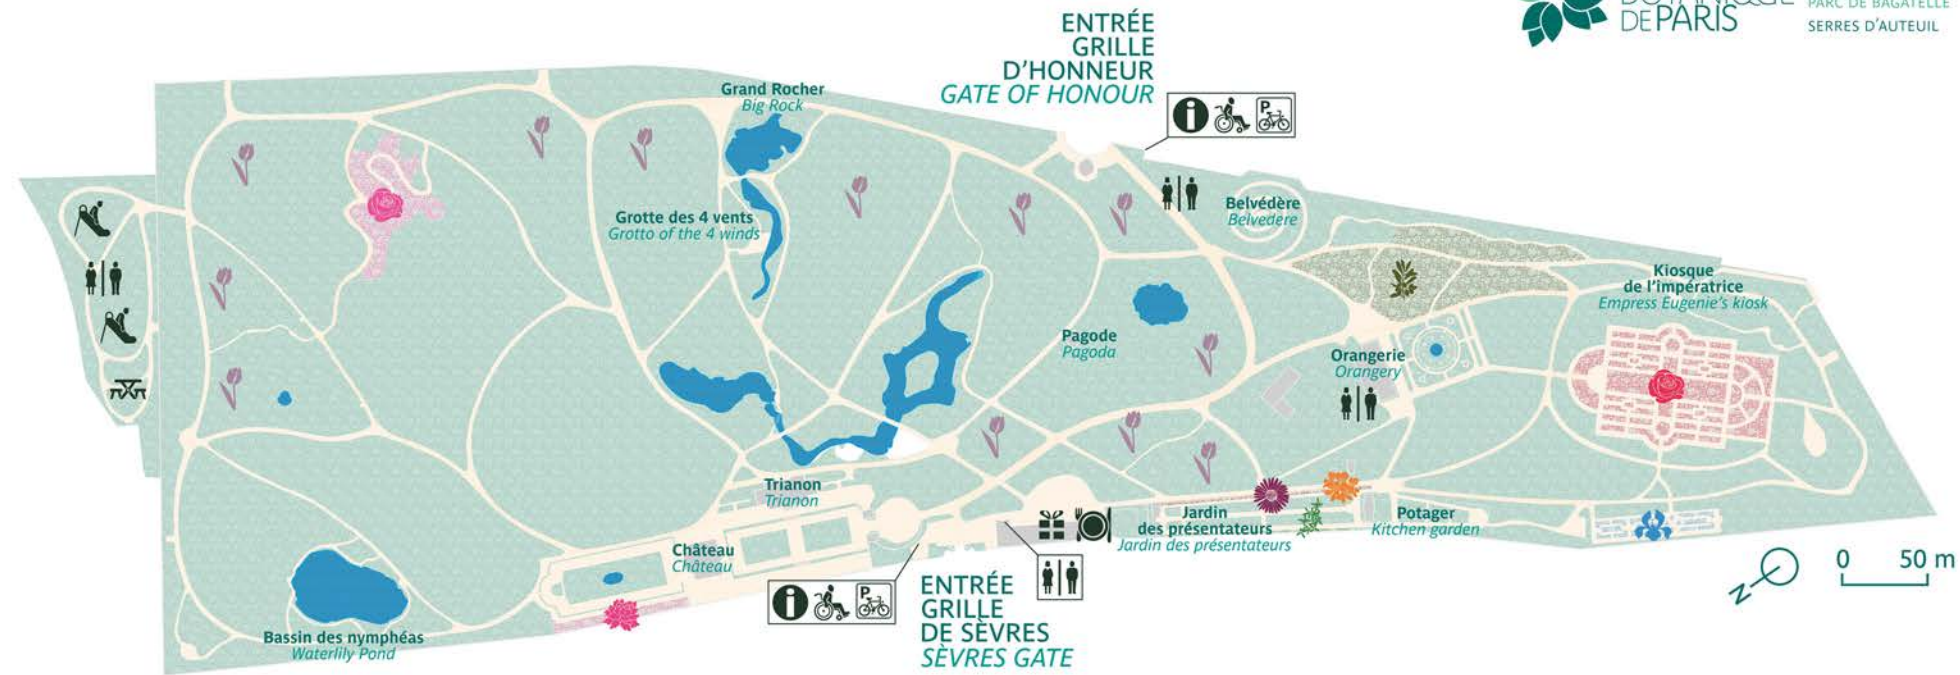 DE PARIS
PARC DE BAGATELLE
SERRES D'AUTEUIL
ENTRÉE
GRILLE
D'HONNEUR
GATE OF HONOUR
i
P
Grand Rocher
Big Rock
Grotte des 4 vents
Grotto of the 4 winds
Belvédère
Belvedere
Kiosque
de l'impératrice
Empress Eugenie's kiosk
Pagode
Pagoda
Orangerie
Orangery
Trianon
Trianon
Château
Château
Jardin
des présentateurs
Jardin des présentateurs
Potager
Kitchen garden
i
P
ENTRÉE
GRILLE
DE SÈVRES
SÈVRES GATE
Bassin des nymphéas
Waterlily Pond
N
0 50 m